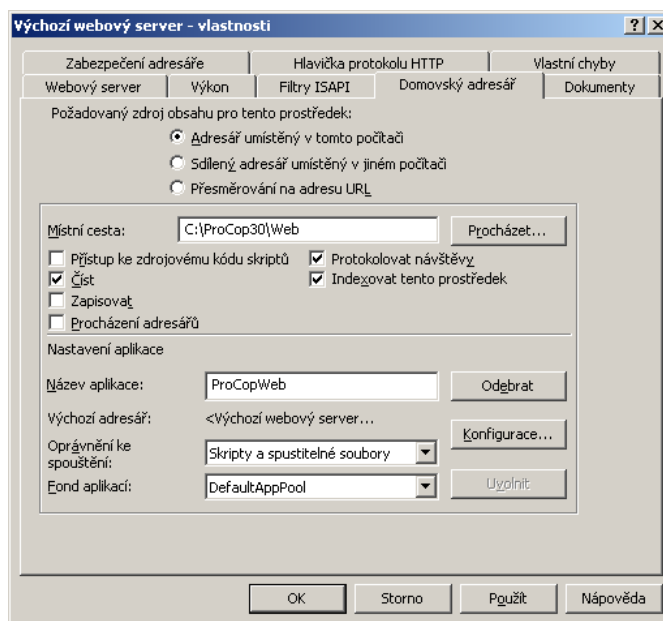 Výchozí webový server - vlastnosti
Zabezpečení adresáře Hlavička protokolu HTTP Vlastní chyby
Webový server Výkon Filtry ISAPI Domovský adresář Dokumenty
Požadovaný zdroj obsahu pro tento prostředek:
Adresář umístěný v tomto počítači
Sdílený adresář umístěný v jiném počítači
Přesměrování na adresu URL
Místní cesta: C:\ProCop30\Web Procházet...
Přístup ke zdrojovému kódu skriptů Protokolovat návštěvy
Číst Indexovat tento prostředek
Zapisovat
Procházení adresářů
Nastavení aplikace
Název aplikace: ProCopWeb Odebrat
Výchozí adresář: <Výchozí webový server...
Konfigurace...
Oprávnění ke
spouštění: Skripty a spustitelné soubory
Fond aplikací: DefaultAppPool Uvolnit
OK Storno Použít Nápověda